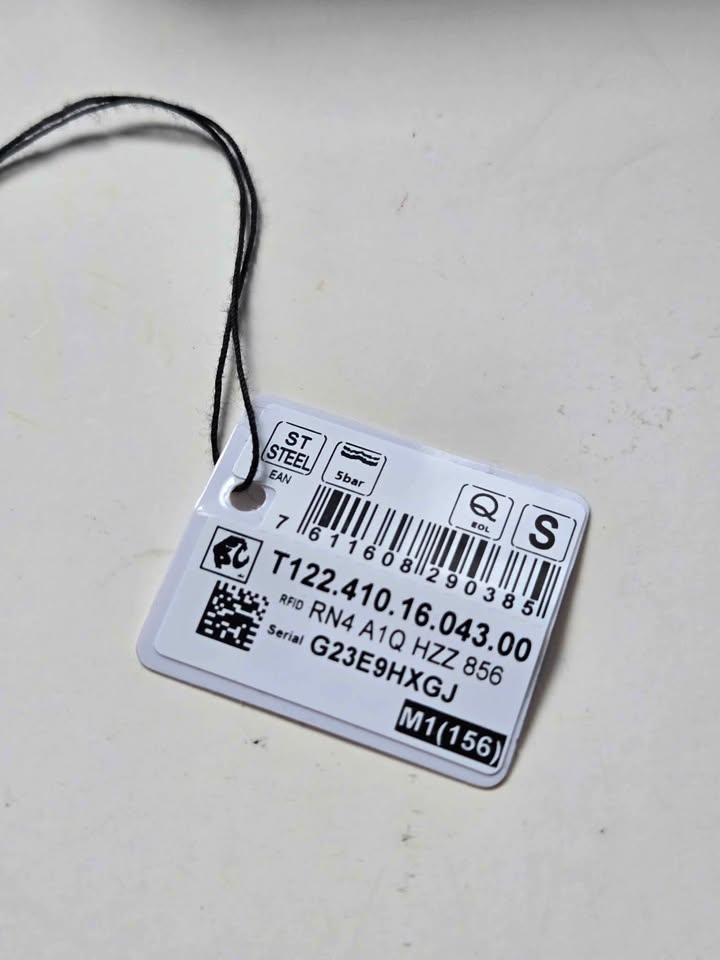 ST
STEEL
5bar
Q
EOL
S
EAN
7 611608 290385
T122.410.16.043.00
RFID RN4 A1Q HZZ 856
Serial G23E9HXGJ
M1(156)